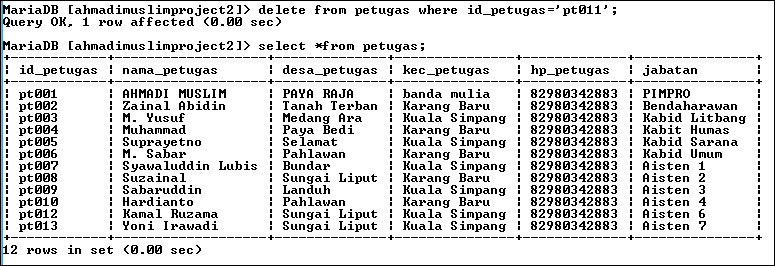 MariaDB [ahmadimuslimproject2]> delete from petugas where id_petugas='pt011';
Query OK, 1 row affected (0.00 sec)
MariaDB [ahmadimuslimproject2]> select *from petugas;
| id_petugas | nama_petugas | desa_petugas | kec_petugas | hp_petugas | jabatan |
| pt001 | AHMADI MUSLIM | PAYA RAJA | banda mulia | 82980342883 | PIMPRO |
| pt002 | Zainal Abidin | Tanah Terban | Karang Baru | 82980342883 | Bendaharawan |
| pt003 | M. Yusuf | Medang Ara | Kuala Simpang | 82980342883 | Kabid Litbang |
| pt004 | Muhammad | Paya Bedi | Karang Baru | 82980342883 | Kabit Humas |
| pt005 | Suprayetno | Selamat | Kuala Simpang | 82980342883 | Kabid Sarana |
| pt006 | M. Sabar | Pahlawan | Karang Baru | 82980342883 | Kabid Umum |
| pt007 | Syawaluddin Lubis | Bundar | Kuala Simpang | 82980342883 | Aisten 1 |
| pt008 | Suzainal | Sungai Liput | Karang Baru | 82980342883 | Aisten 2 |
| pt009 | Sabaruddin | Landuh | Kuala Simpang | 82980342883 | Aisten 3 |
| pt010 | Hardianto | Pahlawan | Karang Baru | 82980342883 | Aisten 4 |
| pt012 | Kamal Ruzama | Sungai Liput | Kuala Simpang | 82980342883 | Aisten 6 |
| pt013 | Yoni Irawadi | Sungai Liput | Kuala Simpang | 82980342883 | Aisten 7 |
12 rows in set (0.00 sec)